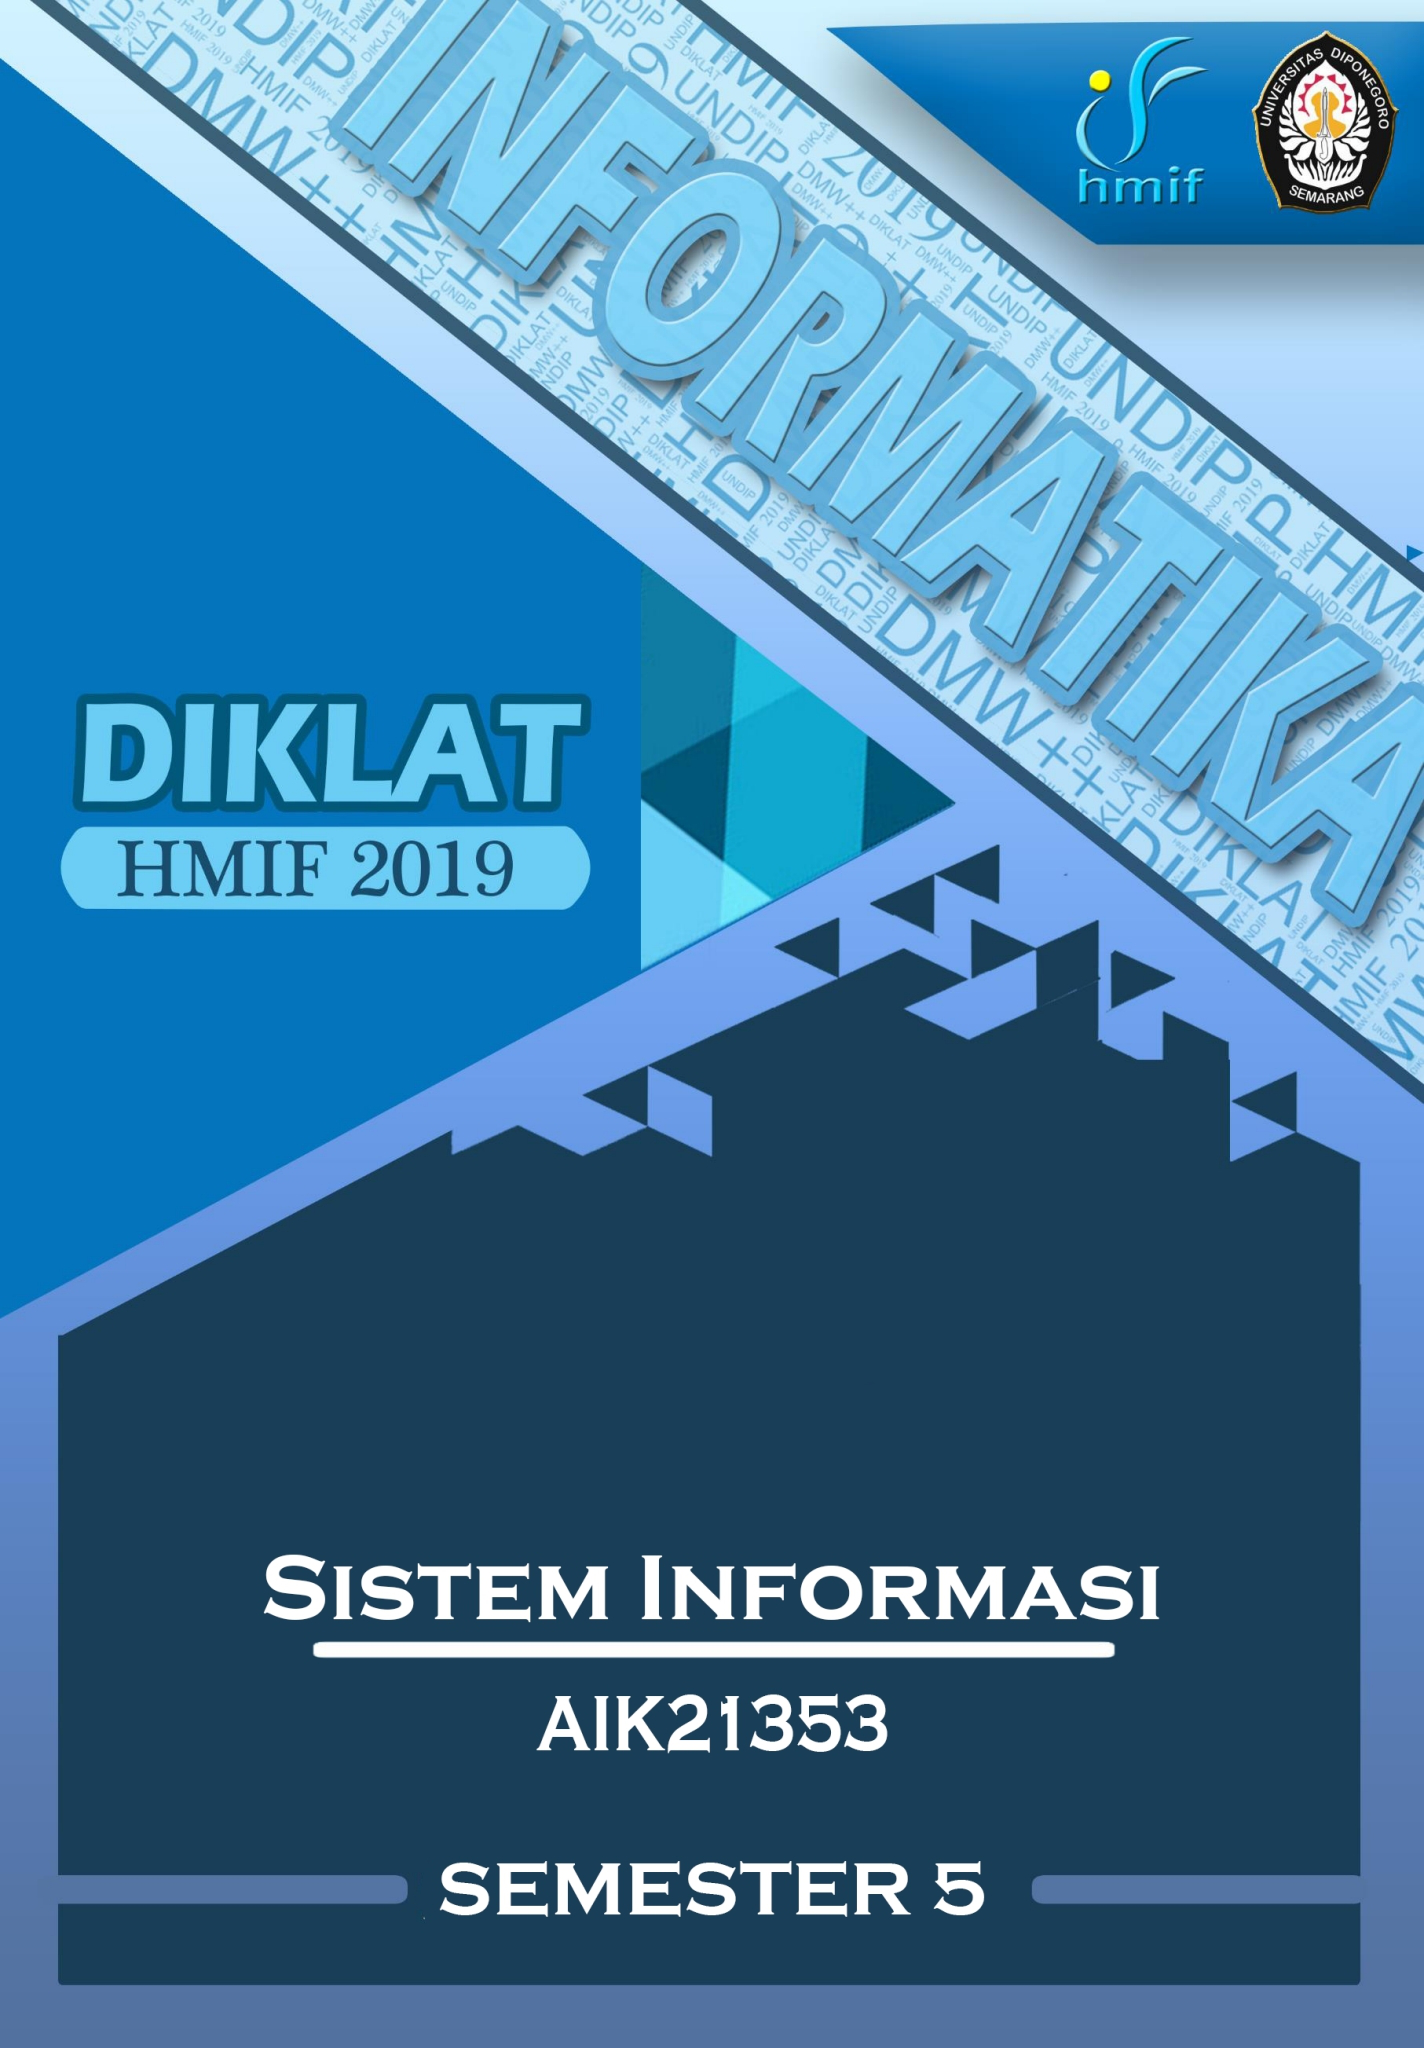 INFORMATIKA
hmif
UNIVERSITAS DIPONEGORO
SEMARANG
DIKLAT
HMIF 2019
SISTEM INFORMASI
AIK21353
SEMESTER 5